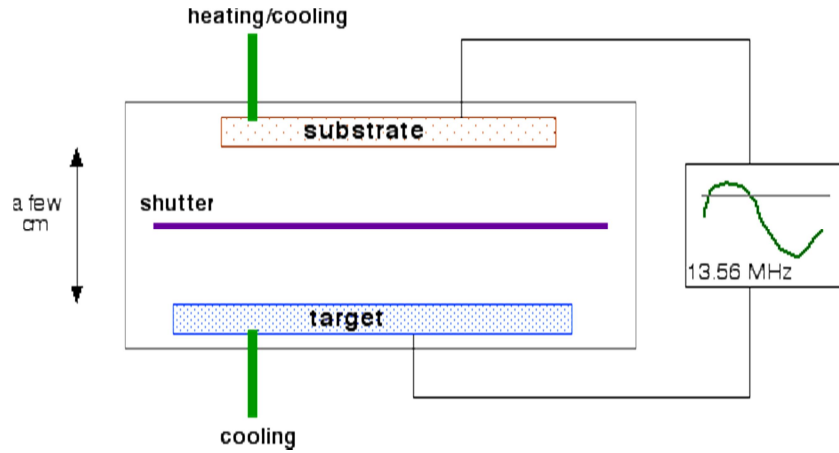 heating/cooling
substrate
a few
cm
shutter
13.56 MHz
target
cooling